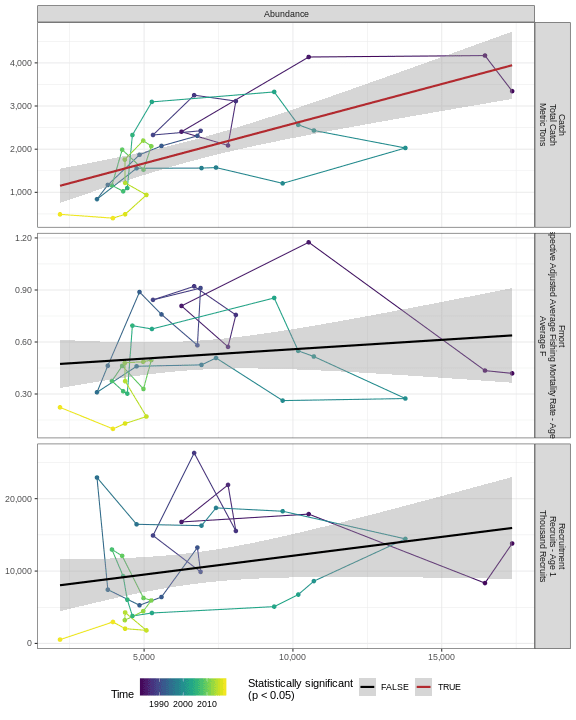 Abundance
4,000
3,000
2,000
1,000
Catch
Total Catch
Metric Tons
1.20
0.90
0.60
0.30
Fmort
Adjusted Average Fishing Mortality Rate - Age
Average F
20,000
10,000
0
Recruitment
Recruits - Age 1
Thousand Recruits
5,000
10,000
15,000
Time
1990 2000 2010
Statistically significant
(p < 0.05)
FALSE
TRUE